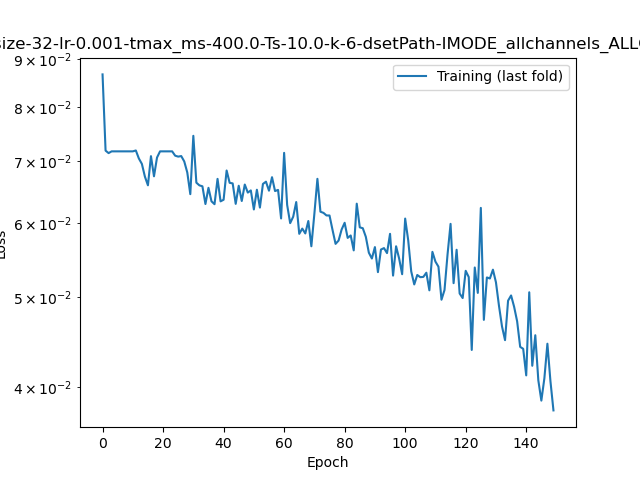 size-32-lr-0.001-tmax_ms-400.0-Ts-10.0-k-6-dsetPath-IMODE_allchannels_ALLC
9 × 10⁻²
8 × 10⁻²
7 × 10⁻²
6 × 10⁻²
5 × 10⁻²
4 × 10⁻²
Loss
Training (last fold)
0 20 40 60 80 100 120 140
Epoch